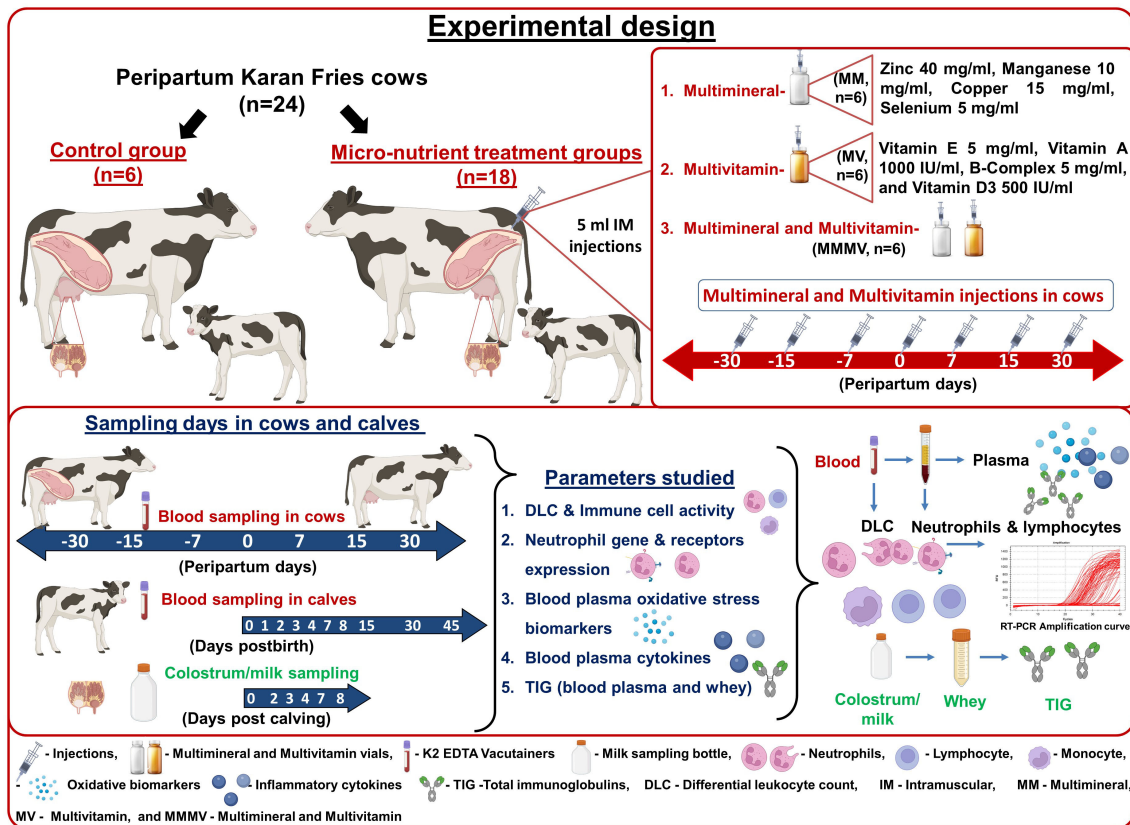 Experimental design
Peripartum Karan Fries cows
(n=24)
Control group
(n=6)
Micro-nutrient treatment groups
(n=18)
5 ml IM
injections
1. Multimineral-
(MM,
n=6)
Zinc 40 mg/ml, Manganese 10
mg/ml, Copper 15 mg/ml,
Selenium 5 mg/ml
2. Multivitamin-
(MV,
n=6)
Vitamin E 5 mg/ml, Vitamin A
1000 IU/ml, B-Complex 5 mg/ml,
and Vitamin D3 500 IU/ml
3. Multimineral and Multivitamin-
(MMMV, n=6)
Multimineral and Multivitamin injections in cows
-30 -15 -7 0 7 15 30
(Peripartum days)
Sampling days in cows and calves
Blood sampling in cows
-30 -15 -7 0 7 15 30
(Peripartum days)
Blood sampling in calves
0 1 2 3 4 7 8 15 30 45
(Days postbirth)
Colostrum/milk sampling
0 2 3 4 7 8
(Days post calving)
Parameters studied
1. DLC & Immune cell activity
2. Neutrophil gene & receptors
expression
3. Blood plasma oxidative stress
biomarkers
4. Blood plasma cytokines
5. TIG (blood plasma and whey)
Blood
Plasma
DLC Neutrophils & lymphocytes
RT-PCR Amplification curve
Colostrum/
milk
Whey
TIG
- Injections, - Multimineral and Multivitamin vials, - K2 EDTA Vacutainers - Milk sampling bottle, - Neutrophils, - Lymphocyte, - Monocyte,
- Oxidative biomarkers - Inflammatory cytokines - TIG -Total immunoglobulins, DLC - Differential leukocyte count, IM - Intramuscular, MM - Multimineral,
MV - Multivitamin, and MMMV - Multimineral and Multivitamin